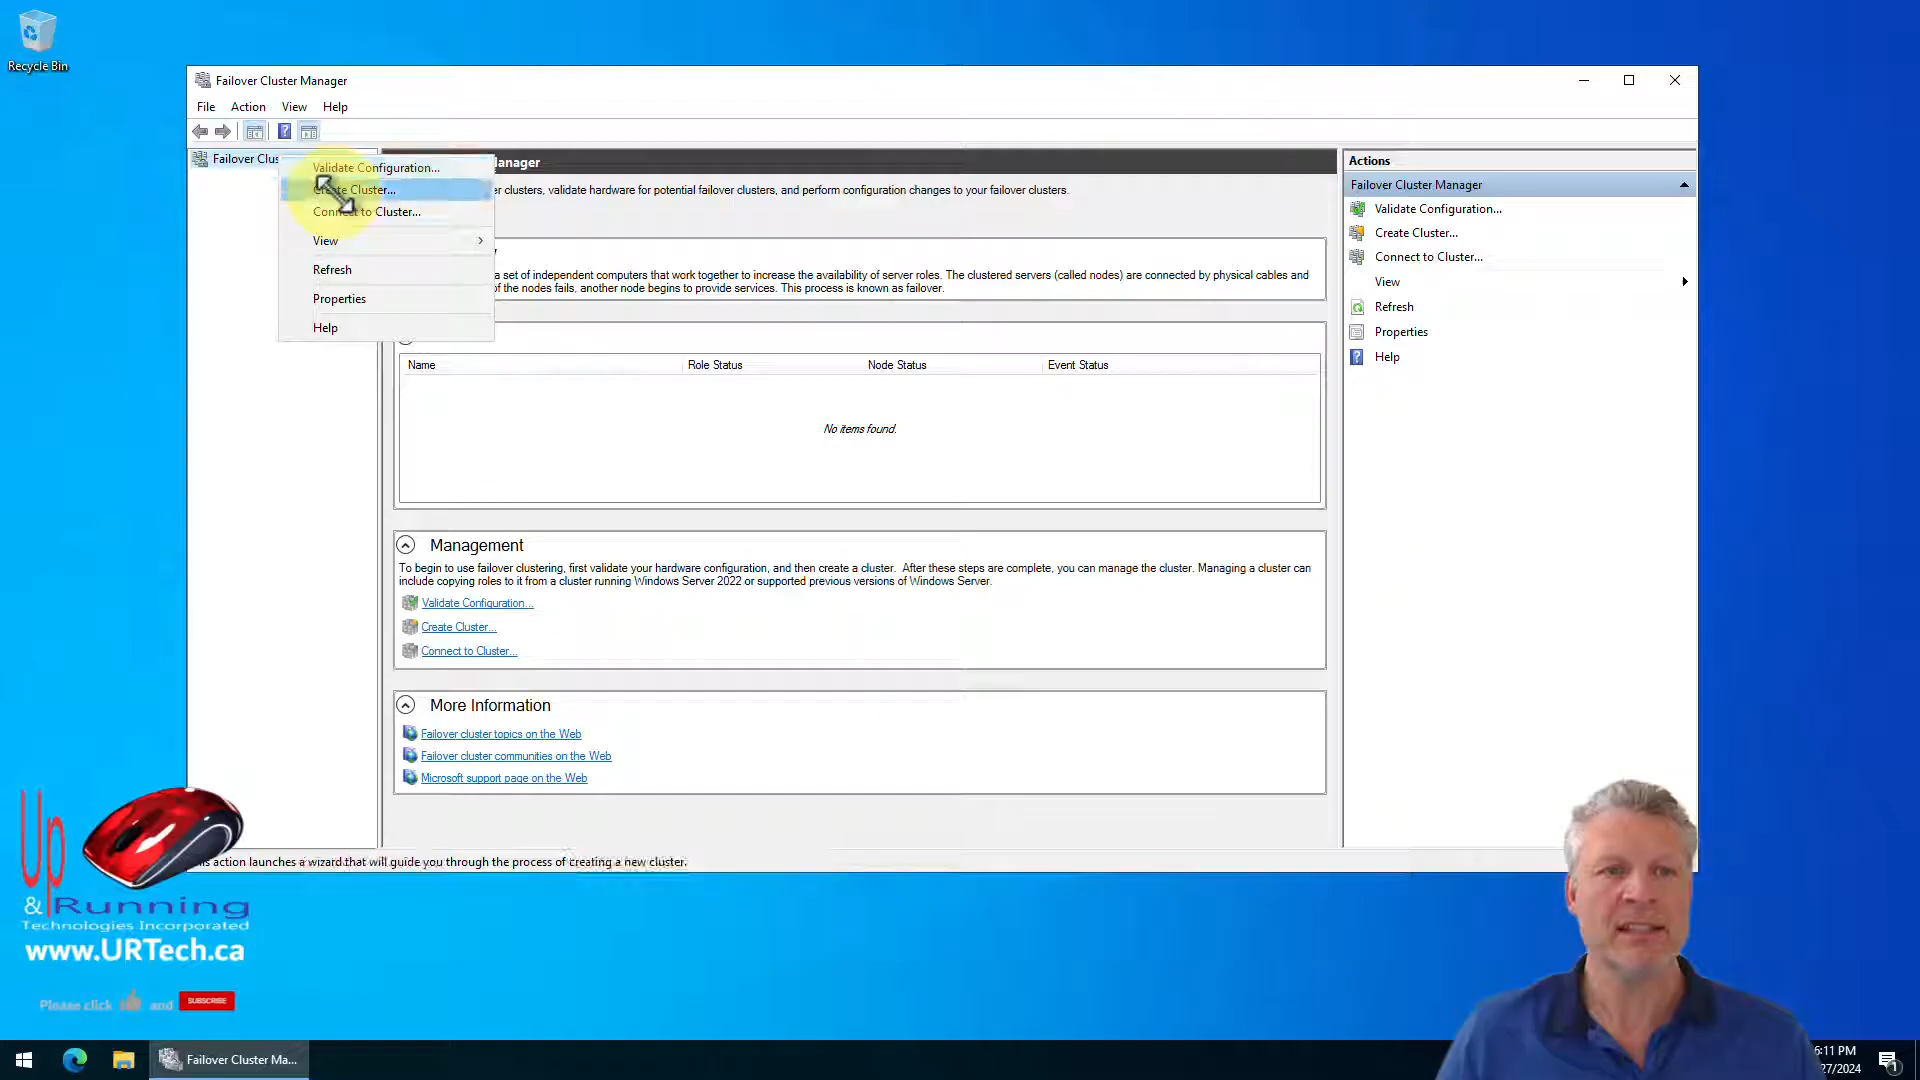 Recycle Bin
Failover Cluster Manager
File Action View Help
Failover Clus
Validate Configuration...
Create Cluster...
Connect to Cluster...
View
Refresh
Properties
Help
anager
er clusters, validate hardware for potential failover clusters, and perform configuration changes to your failover clusters.
a set of independent computers that work together to increase the availability of server roles. The clustered servers (called nodes) are connected by physical cables and
of the nodes fails, another node begins to provide services. This process is known as failover.
Name Role Status Node Status Event Status
No items found.
Management
To begin to use failover clustering, first validate your hardware configuration, and then create a cluster. After these steps are complete, you can manage the cluster. Managing a cluster can
include copying roles to it from a cluster running Windows Server 2022 or supported previous versions of Windows Server.
Validate Configuration...
Create Cluster...
Connect to Cluster...
More Information
Failover cluster topics on the Web
Failover cluster communities on the Web
Microsoft support page on the Web
Actions
Failover Cluster Manager
Validate Configuration...
Create Cluster...
Connect to Cluster...
View
Refresh
Properties
Help
is action launches a wizard that will guide you through the process of creating a new cluster.
Up
& Running
Technologies Incorporated
www.URTech.ca
Please click and SUBSCRIBE
Failover Cluster Ma...
6:11 PM
27/2024
1